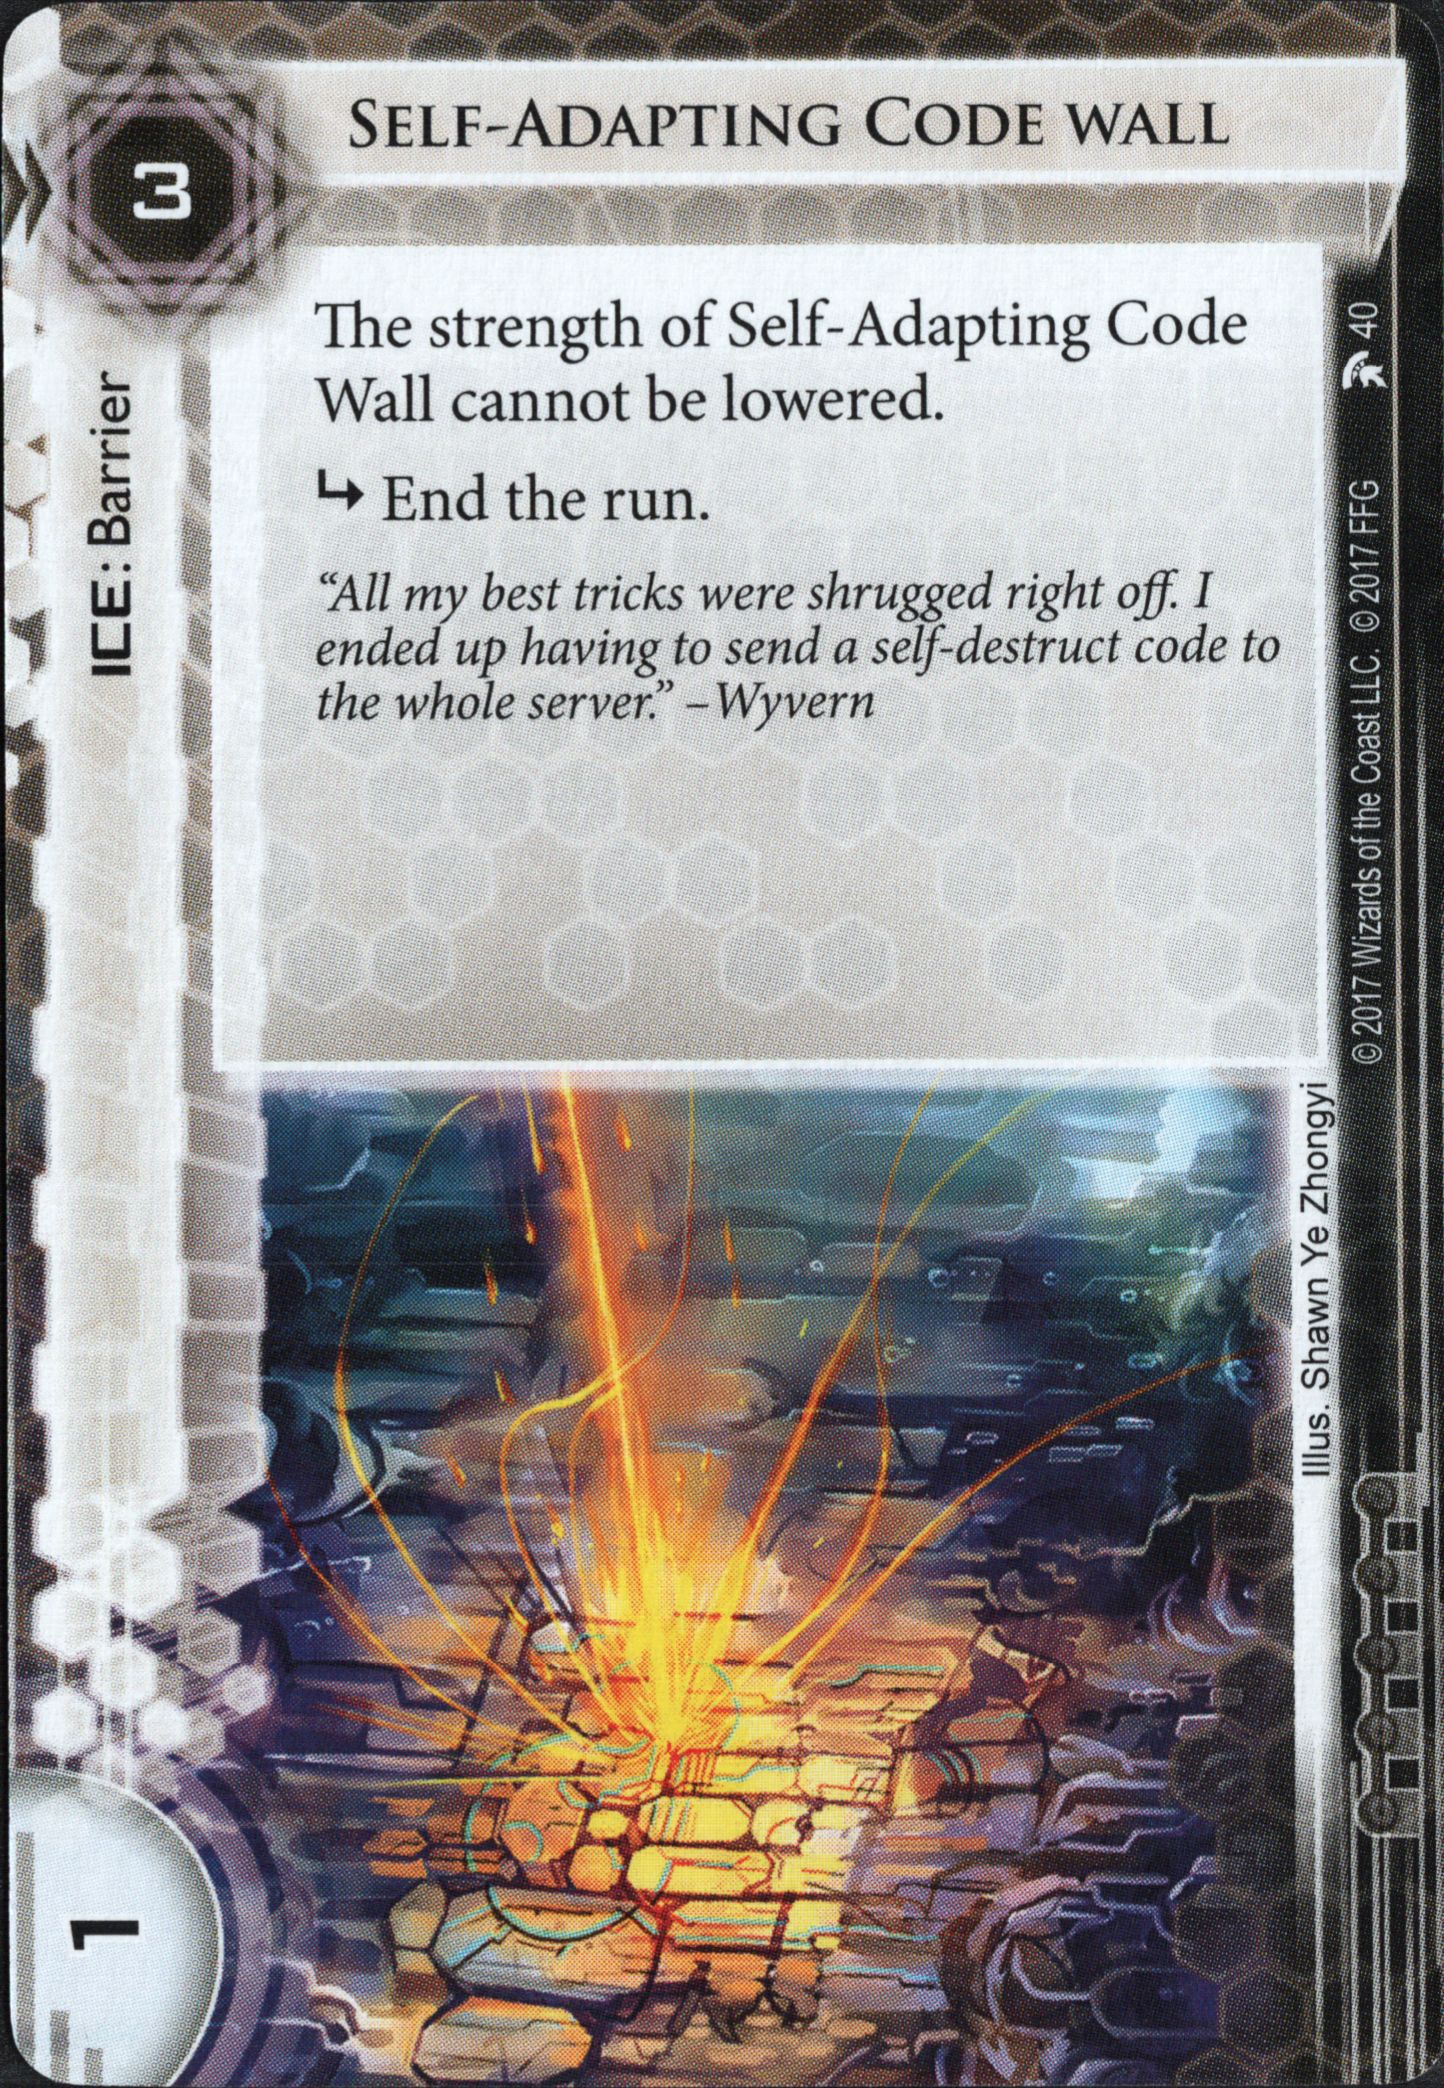 3
SELF-ADAPTING CODE WALL
ICE: Barrier
The strength of Self-Adapting Code
Wall cannot be lowered.
↳ End the run.
“All my best tricks were shrugged right off. I
ended up having to send a self-destruct code to
the whole server.” –Wyvern
1
Illus. Shawn Ye Zhongyi
© 2017 Wizards of the Coast LLC. © 2017 FFG 40